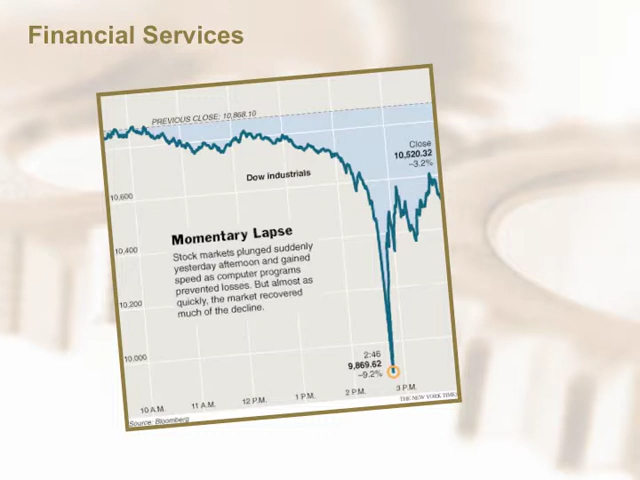 Financial Services
PREVIOUS CLOSE: 10,868.10
Close
10,520.32
–3.2%
Dow industrials
10,600
Momentary Lapse
Stock markets plunged suddenly
yesterday afternoon and gained
speed as computer programs
prevented losses. But almost as
quickly, the market recovered
much of the decline.
10,400
10,200
10,000
2:46
9,869.62
–9.2%
10 A.M.
11 A.M.
12 P.M.
1 P.M.
2 P.M.
3 P.M.
Source: Bloomberg
THE NEW YORK TIMES